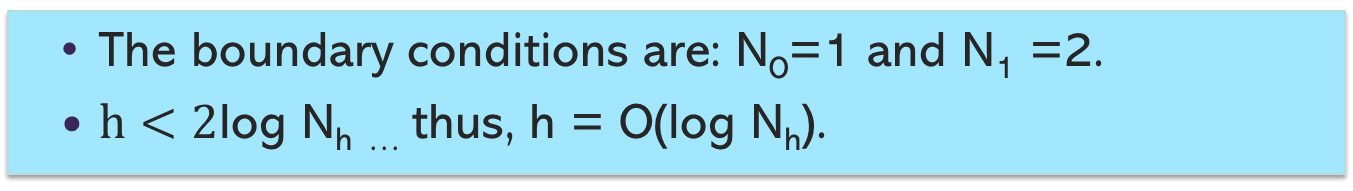 • The boundary conditions are: N₀=1 and N₁ =2.
• h < 2log Nₕ ... thus, h = O(log Nₕ).